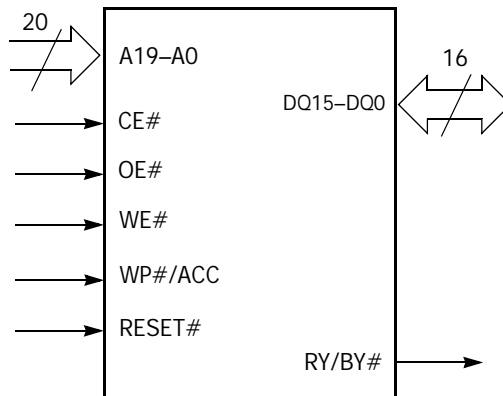 20
A19–A0
16
DQ15–DQ0
CE#
OE#
WE#
WP#/ACC
RESET#
RY/BY#